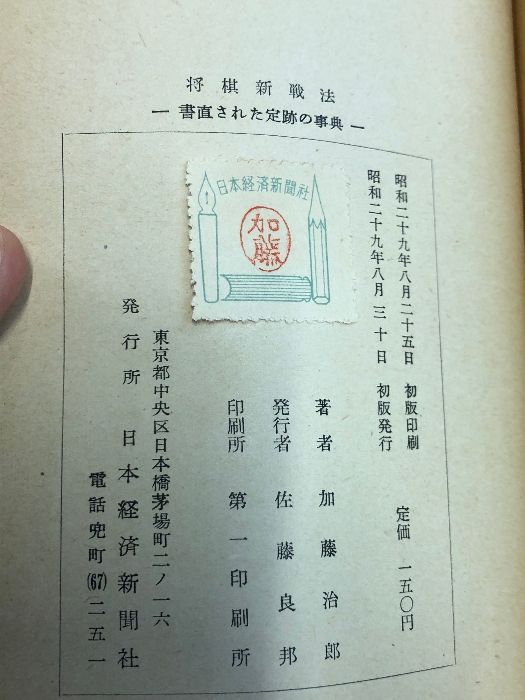 将棋新戦法
― 書直された定跡の事典 ―
日本経済新聞社
加藤
昭和二十九年八月二十五日 初版印刷
昭和二十九年八月三十日 初版発行
定価 一五〇円
著者 加藤治郎
発行者 佐藤良邦
印刷所 第一印刷所
東京都中央区日本橋茅場町二ノ一六
発行所 日本経済新聞社
電話兜町(67)二五一